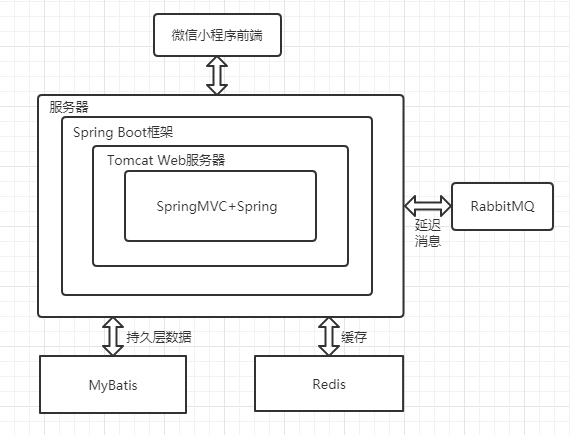 微信小程序前端
服务器
Spring Boot框架
Tomcat Web服务器
SpringMVC+Spring
RabbitMQ
延迟
消息
持久层数据
缓存
MyBatis
Redis